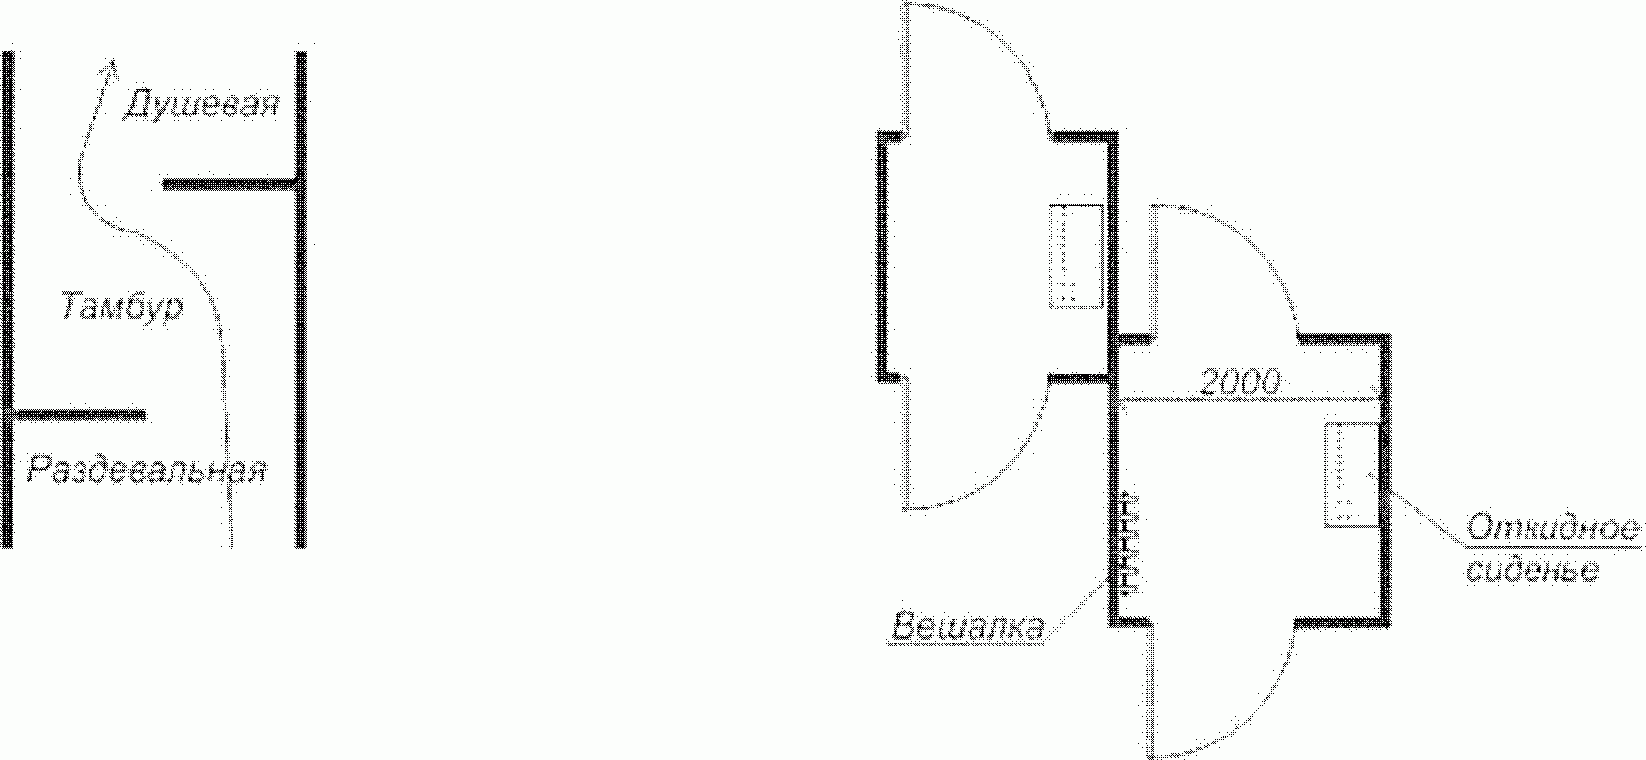 Душевая
Тамбур
Раздевальная
2000
Откидное
сиденье
Вешалка